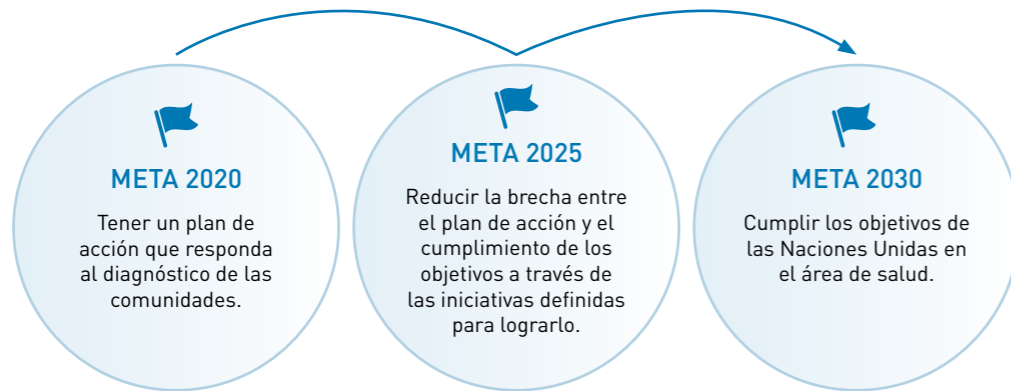 META 2020
Tener un plan de
acción que responda
al diagnóstico de las
comunidades.
META 2025
Reducir la brecha entre
el plan de acción y el
cumplimiento de los
objetivos a través de
las iniciativas definidas
para lograrlo.
META 2030
Cumplir los objetivos de
las Naciones Unidas en
el área de salud.